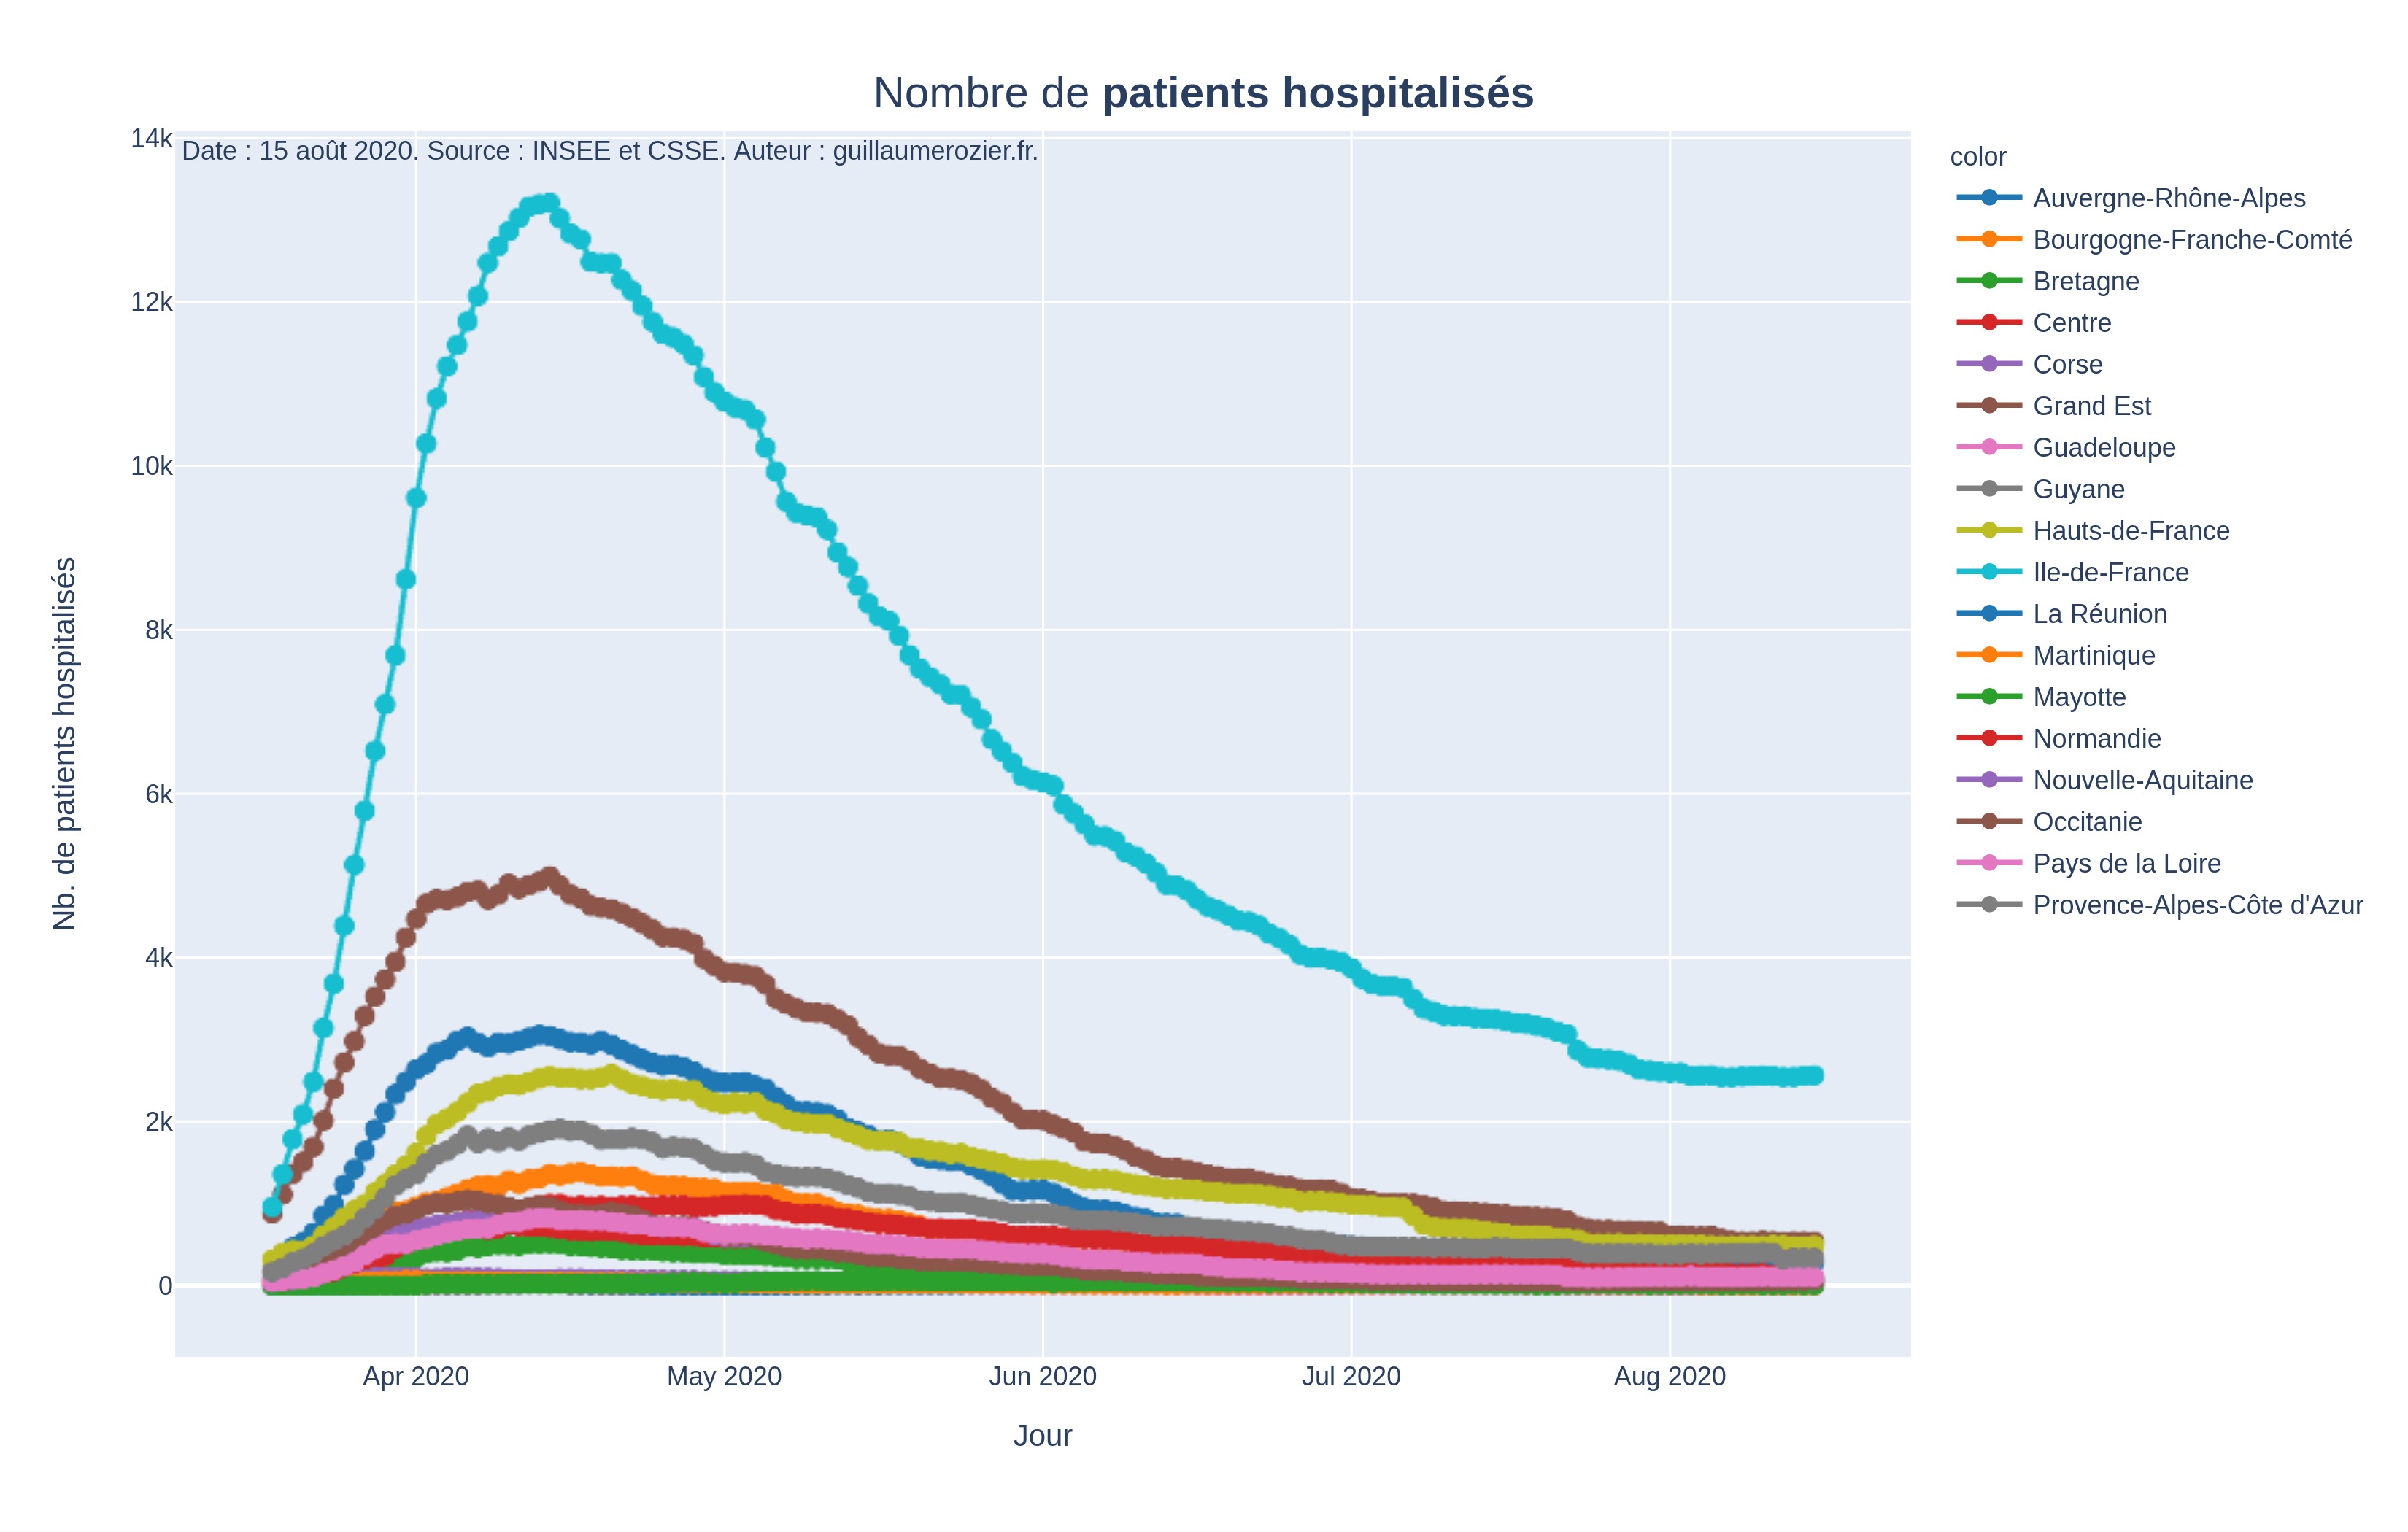 Nombre de patients hospitalisés
Date : 15 août 2020. Source : INSEE et CSSE. Auteur : guillaumerozier.fr.
14k
12k
10k
8k
6k
4k
2k
0
Nb. de patients hospitalisés
Apr 2020
May 2020
Jun 2020
Jul 2020
Aug 2020
Jour
color
Auvergne-Rhône-Alpes
Bourgogne-Franche-Comté
Bretagne
Centre
Corse
Grand Est
Guadeloupe
Guyane
Hauts-de-France
Ile-de-France
La Réunion
Martinique
Mayotte
Normandie
Nouvelle-Aquitaine
Occitanie
Pays de la Loire
Provence-Alpes-Côte d'Azur